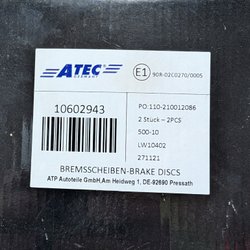 ATEC
GERMANY
E1 90R-02C0270/0005
10602943
PO:110-210012086
2 Stuck – 2PCS
500-10
LW10402
271121
BREMSSCHEIBEN-BRAKE DISCS
ATP Autoteile GmbH,Am Heidweg 1, DE-92690 Pressath